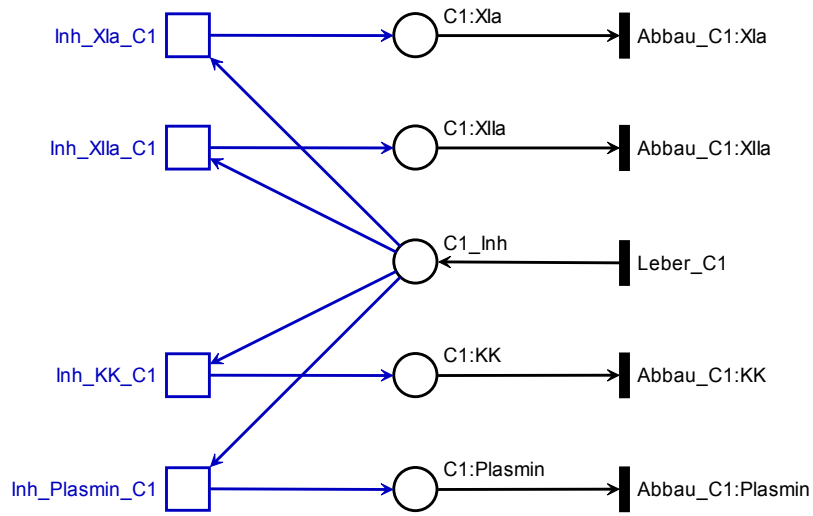 Inh_XIa_C1
C1:XIa
Abbau_C1:XIa
Inh_XIIa_C1
C1:XIIa
Abbau_C1:XIIa
C1_Inh
Leber_C1
Inh_KK_C1
C1:KK
Abbau_C1:KK
Inh_Plasmin_C1
C1:Plasmin
Abbau_C1:Plasmin